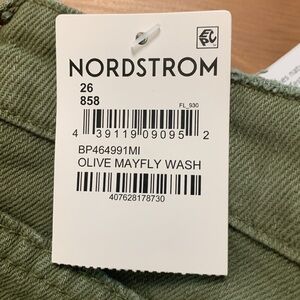 NORDSTROM
26
858
FL_930
4 39119 09095 2
BP464991MI
OLIVE MAYFLY WASH
407628178730